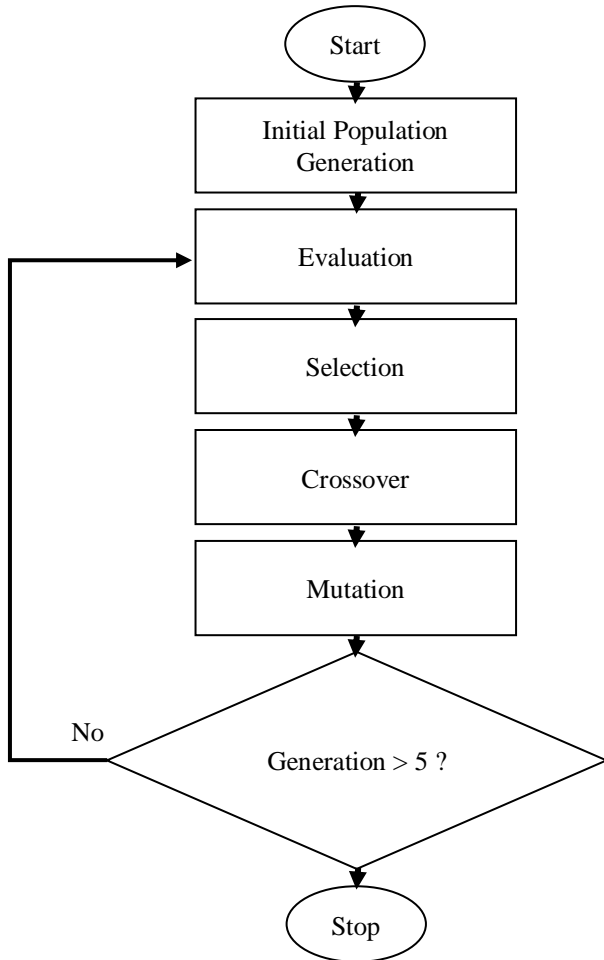 Start
Initial Population
Generation
Evaluation
Selection
Crossover
Mutation
No
Generation > 5 ?
Stop